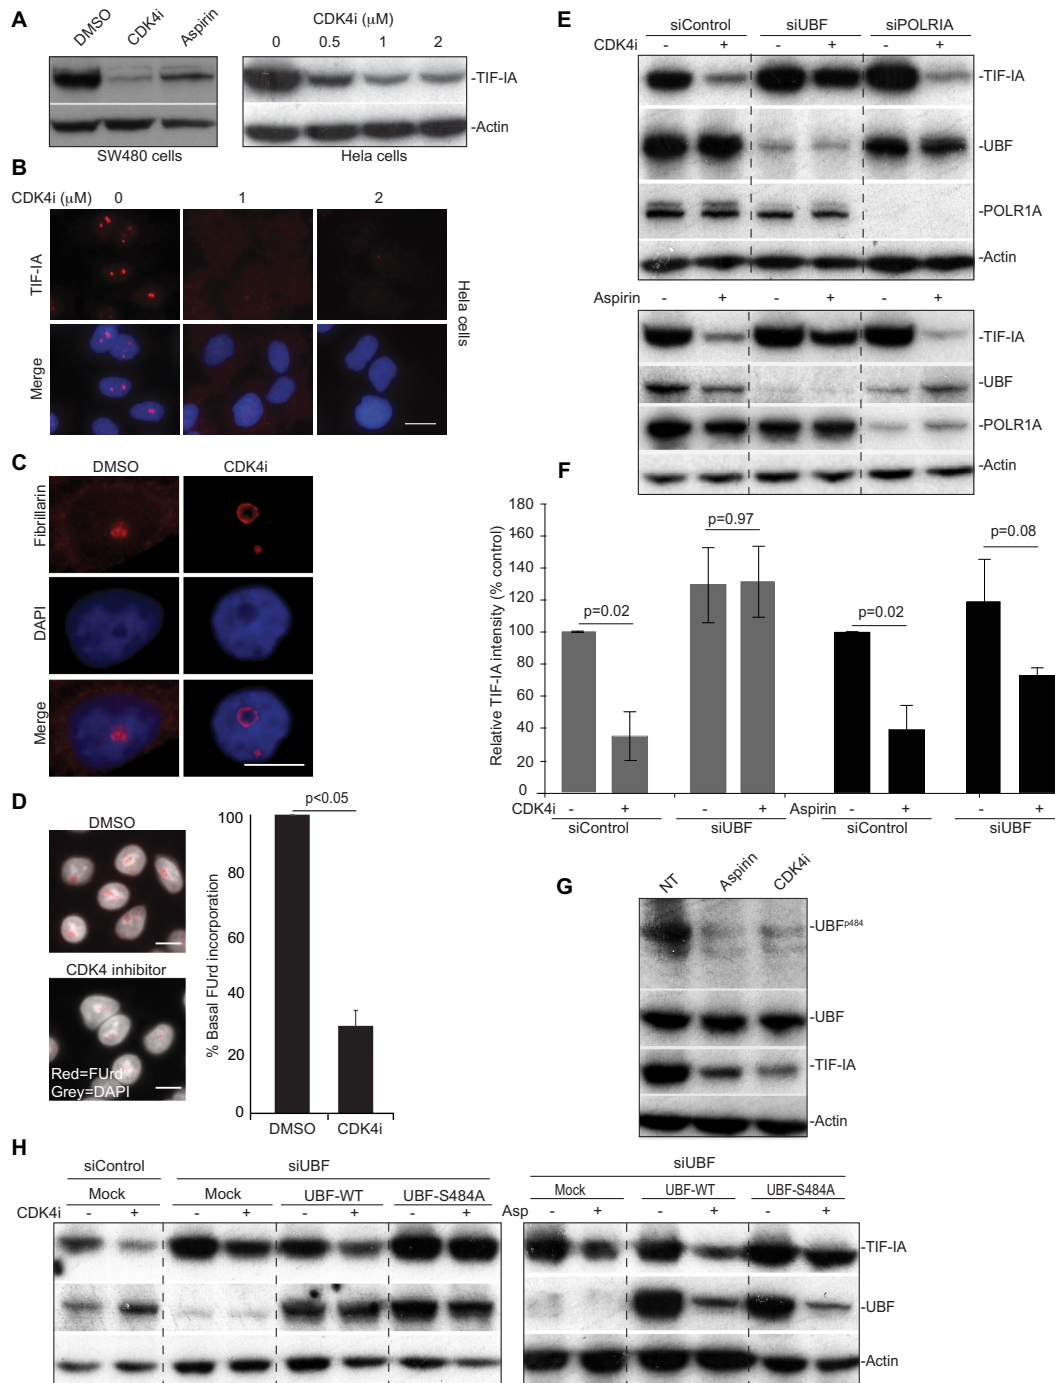 A
DMSO CDK4i Aspirin
CDK4i (μM)
0 0.5 1 2
-TIF-IA
-Actin
SW480 cells
Hela cells
B
CDK4i (μM) 0 1 2
TIF-IA
Merge
Hela cells
C
DMSO CDK4i
Fibrillarin
DAPI
Merge
D
DMSO
CDK4 inhibitor
Red=FUrd
Grey=DAPI
% Basal FUrd incorporation
100
80
60
40
20
0
p<0.05
DMSO CDK4i
E
siControl siUBF siPOLRIA
CDK4i - + - + - +
-TIF-IA
-UBF
-POLR1A
-Actin
Aspirin - + - + - +
-TIF-IA
-UBF
-POLR1A
-Actin
F
Relative TIF-IA intensity (% control)
180
160
140
120
100
80
60
40
20
0
p=0.02
p=0.97
p=0.02
p=0.08
CDK4i - + - + Aspirin - + - +
siControl siUBF siControl siUBF
G
NT Aspirin CDK4i
-UBFp484
-UBF
-TIF-IA
-Actin
H
siControl siUBF
Mock Mock UBF-WT UBF-S484A
CDK4i - + - + - + - +
siUBF
Mock UBF-WT UBF-S484A
Asp - + - + - +
-TIF-IA
-UBF
-Actin